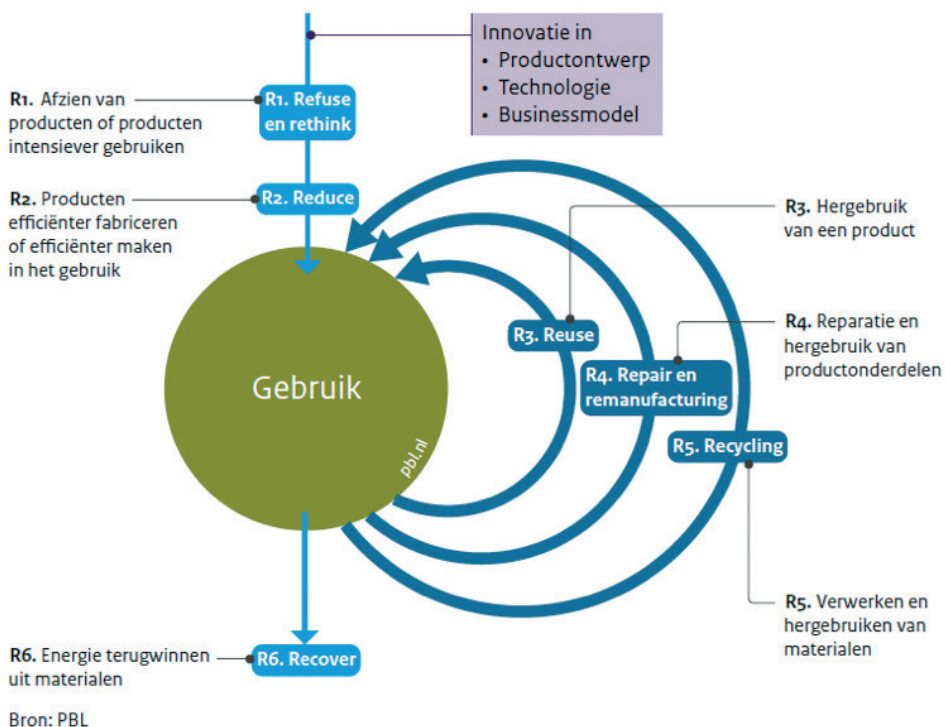 Innovatie in
• Productontwerp
• Technologie
• Businessmodel
R1. Afzien van
producten of producten
intensiever gebruiken
R1. Refuse
en rethink
R2. Producten
efficiënter fabriceren
of efficiënter maken
in het gebruik
R2. Reduce
R3. Hergebruik
van een product
R3. Reuse
R4. Reparatie en
hergebruik van
productonderdelen
R4. Repair en
remanufacturing
Gebruik
pbl.nl
R5. Recycling
R5. Verwerken en
hergebruiken van
materialen
R6. Energie terugwinnen
uit materialen
R6. Recover
Bron: PBL